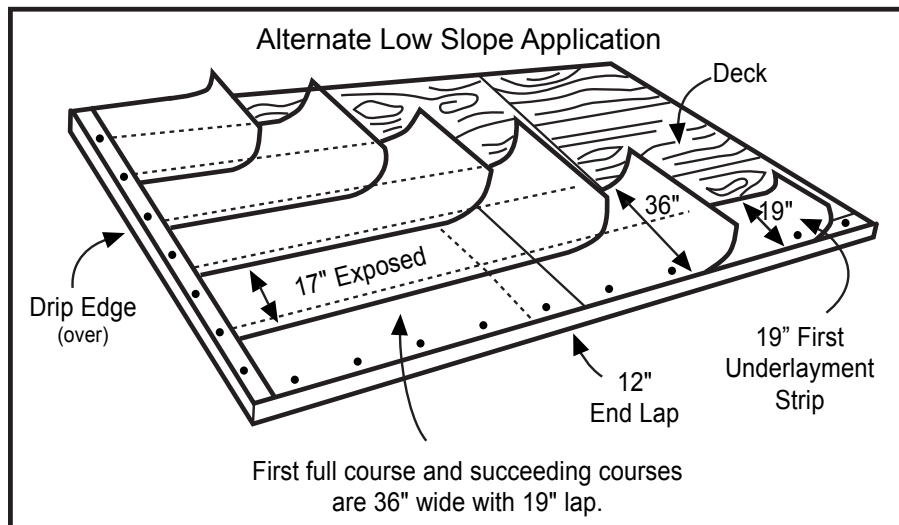 Alternate Low Slope Application
Deck
36"
19"
17" Exposed
Drip Edge
(over)
19” First
Underlayment
Strip
12"
End Lap
First full course and succeeding courses
are 36" wide with 19" lap.